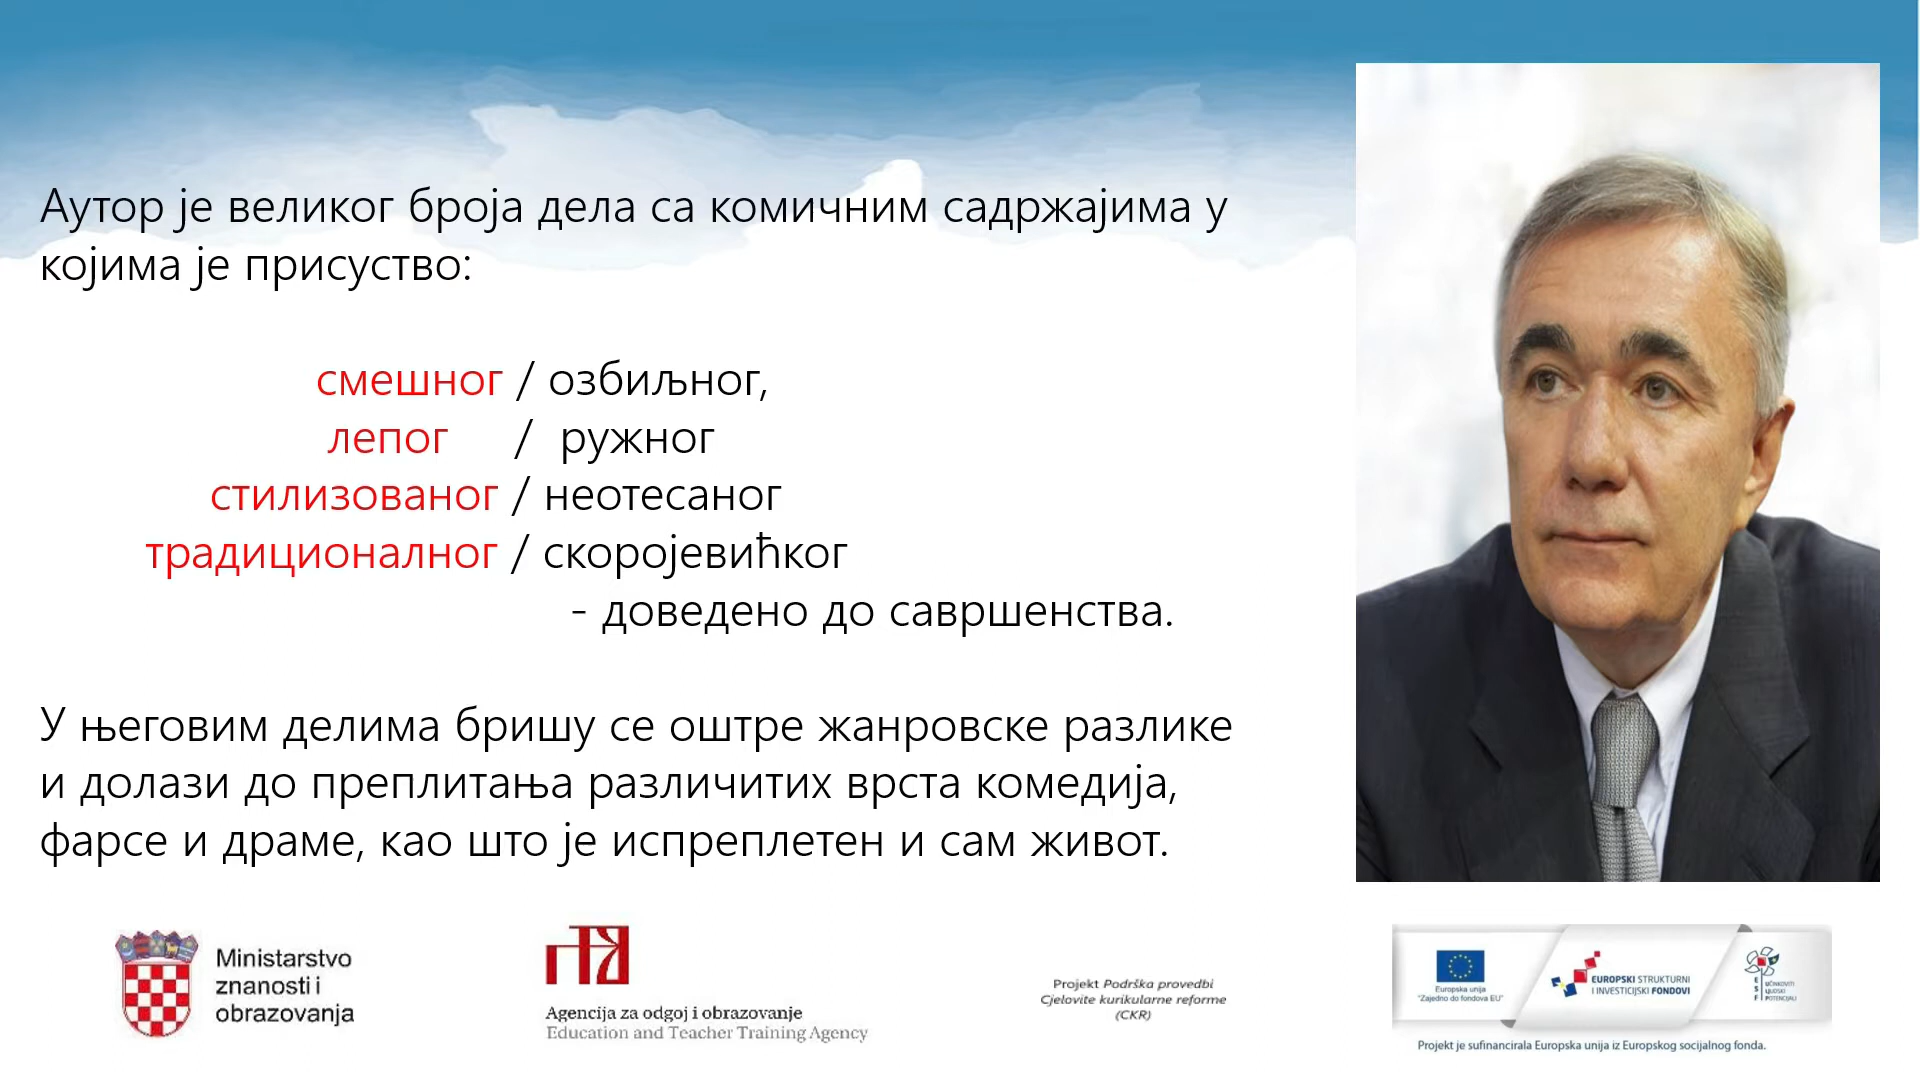 Аутор је великог броја дела са комичним садржајима у
којима је присуство:
смешног / озбиљног,
лепог / ружног
стилизованог / неотесаног
традиционалног / скоројевићког
- доведено до савршенства.
У његовим делима бришу се оштре жанровске разлике
и долази до преплитања различитих врста комедија,
фарсе и драме, као што је испреплетен и сам живот.
Ministarstvo
znanosti i
obrazovanja
Agencija za odgoj i obrazovanje
Education and Teacher Training Agency
Projekt Podrška provedbi
Cjelovite kurikularne reforme
(CKR)
Europska unija
"Zajedno do fondova EU"
EUROPSKI STRUKTURNI
I INVESTICIJSKI FONDOVI
ESF
UČINKOVITI
LJUDSKI
POTENCIJALI
Projekt je sufinancirala Europska unija iz Europskog socijalnog fonda.